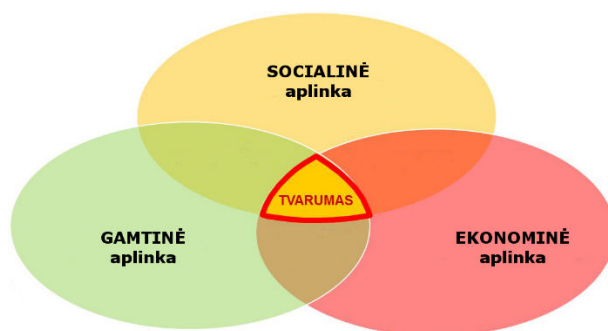 SOCIALINĖ
aplinka
TVARUMAS
GAMTINĖ
aplinka
EKONOMINĖ
aplinka